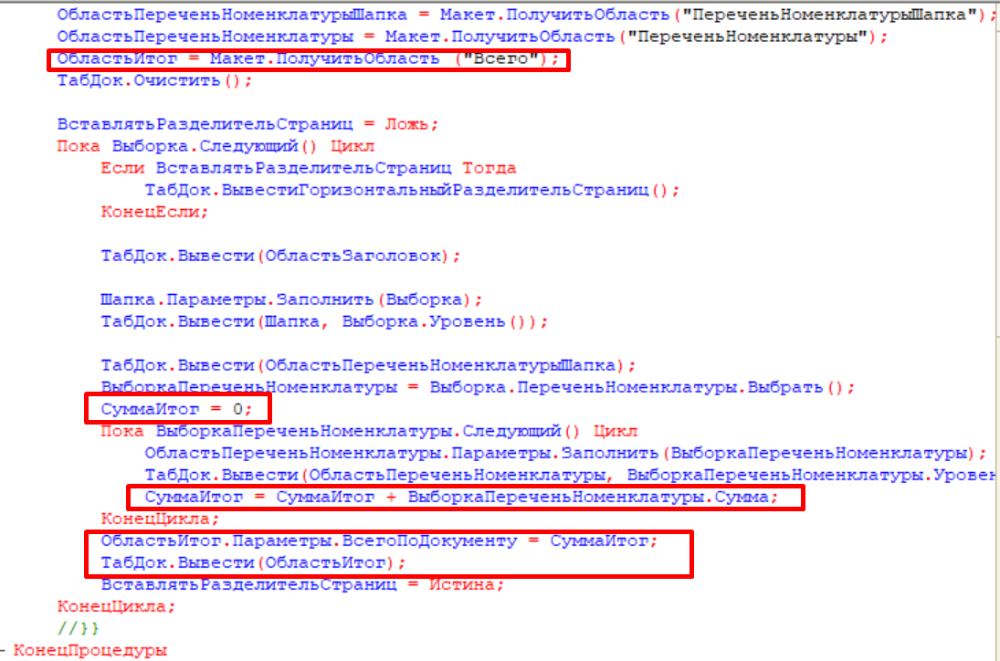 ОбластьПереченьНоменклатурыШапка = Макет.ПолучитьОбласть("ПереченьНоменклатурыШапка");
ОбластьПереченьНоменклатуры = Макет.ПолучитьОбласть("ПереченьНоменклатуры");
ОбластьИтог = Макет.ПолучитьОбласть ("Всего");
ТабДок.Очистить();
ВставлятьРазделительСтраниц = Ложь;
Пока Выборка.Следующий() Цикл
Если ВставлятьРазделительСтраниц Тогда
ТабДок.ВывестиГоризонтальныйРазделительСтраниц();
КонецЕсли;
ТабДок.Вывести(ОбластьЗаголовок);
Шапка.Параметры.Заполнить(Выборка);
ТабДок.Вывести(Шапка, Выборка.Уровень());
ТабДок.Вывести(ОбластьПереченьНоменклатурыШапка);
ВыборкаПереченьНоменклатуры = Выборка.ПереченьНоменклатуры.Выбрать();
СуммаИтог = 0;
Пока ВыборкаПереченьНоменклатуры.Следующий() Цикл
ОбластьПереченьНоменклатуры.Параметры.Заполнить(ВыборкаПереченьНоменклатуры);
ТабДок.Вывести(ОбластьПереченьНоменклатуры, ВыборкаПереченьНоменклатуры.Уровен
СуммаИтог = СуммаИтог + ВыборкаПереченьНоменклатуры.Сумма;
КонецЦикла;
ОбластьИтог.Параметры.ВсегоПоДокументу = СуммаИтог;
ТабДок.Вывести(ОбластьИтог);
ВставлятьРазделительСтраниц = Истина;
КонецЦикла;
//}}
КонецПроцедуры